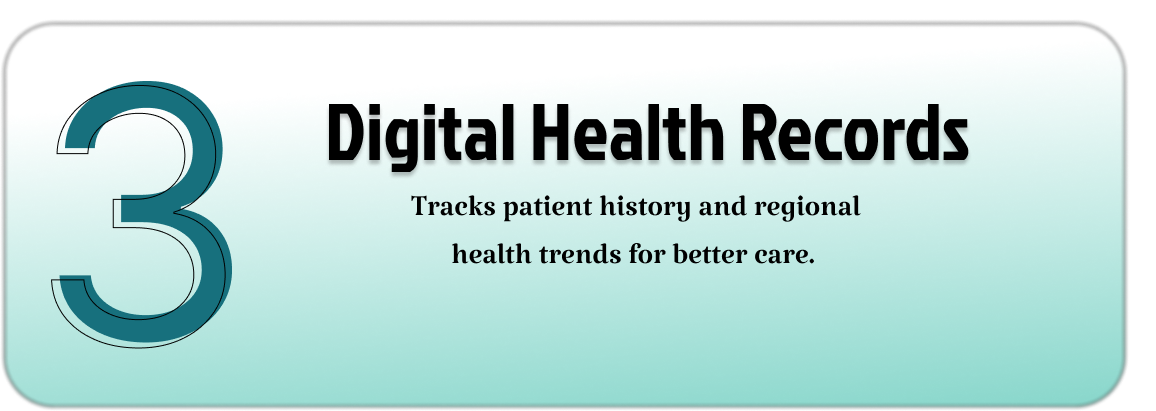 3
Digital Health Records
Tracks patient history and regional
health trends for better care.